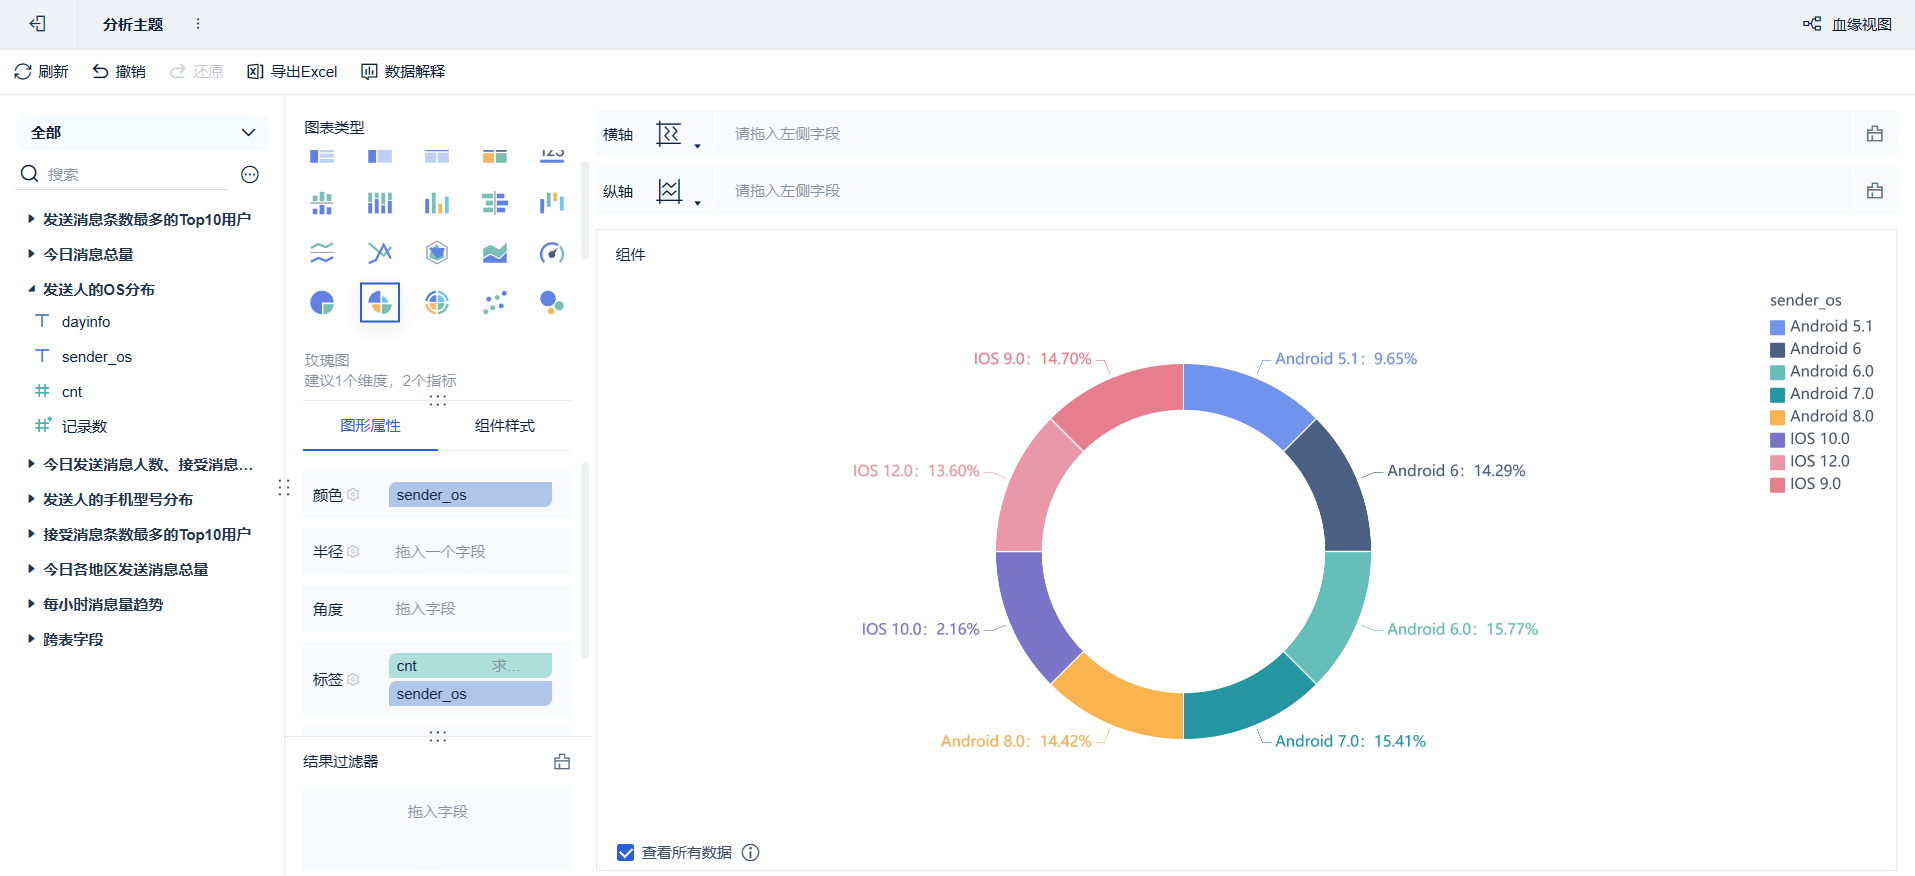 分析主题
血缘视图
刷新
撤销
还原
导出Excel
数据解释
全部
搜索
发送消息条数最多的Top10用户
今日消息总量
发送人的OS分布
dayinfo
sender_os
cnt
记录数
今日发送消息人数、接受消息...
发送人的手机型号分布
接受消息条数最多的Top10用户
今日各地区发送消息总量
每小时消息量趋势
跨表字段
图表类型
123
玫瑰图
建议1个维度，2个指标
图形属性
组件样式
颜色
sender_os
半径
拖入一个字段
角度
拖入字段
标签
cnt 求...
sender_os
结果过滤器
拖入字段
横轴
请拖入左侧字段
纵轴
请拖入左侧字段
组件
IOS 9.0：14.70%
Android 5.1：9.65%
IOS 12.0：13.60%
Android 6：14.29%
IOS 10.0：2.16%
Android 6.0：15.77%
Android 8.0：14.42%
Android 7.0：15.41%
sender_os
Android 5.1
Android 6
Android 6.0
Android 7.0
Android 8.0
IOS 10.0
IOS 12.0
IOS 9.0
查看所有数据